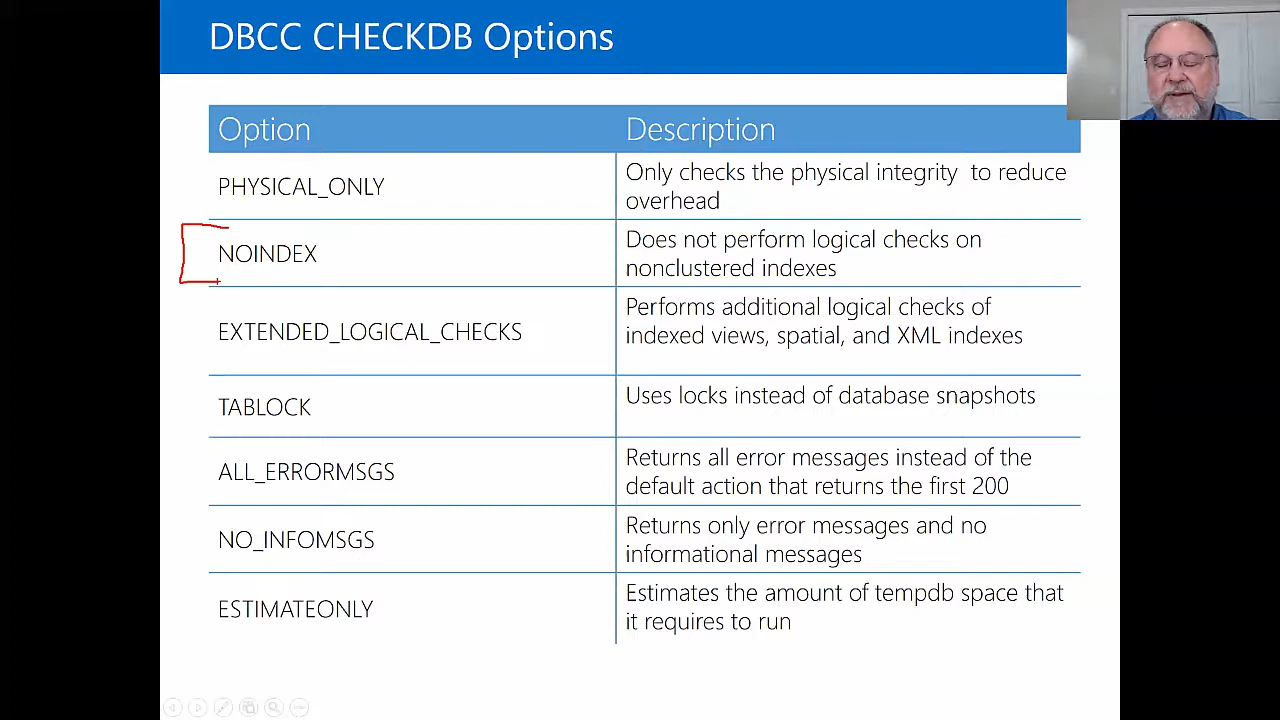 DBCC CHECKDB Options
Option Description
PHYSICAL_ONLY
Only checks the physical integrity to reduce
overhead
NOINDEX
Does not perform logical checks on
nonclustered indexes
EXTENDED_LOGICAL_CHECKS
Performs additional logical checks of
indexed views, spatial, and XML indexes
TABLOCK
Uses locks instead of database snapshots
ALL_ERRORMSGS
Returns all error messages instead of the
default action that returns the first 200
NO_INFOMSGS
Returns only error messages and no
informational messages
ESTIMATEONLY
Estimates the amount of tempdb space that
it requires to run